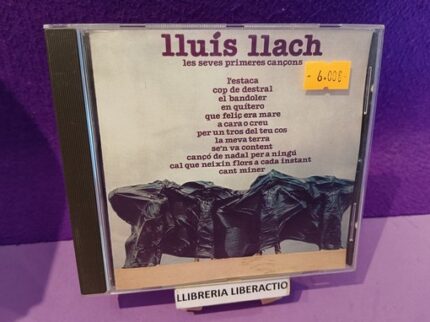 lluís llach
les seves primeres cançons
- 6.00€
l'estaca
cop de destral
el bandoler
en quítero
que feliç era mare
a cara o creu
per un tros del teu cos
la meva terra
se'n va content
cançó de nadal per a ningú
cal que neixin flors a cada instant
cant miner
LLIBRERIA LIBERACTIO